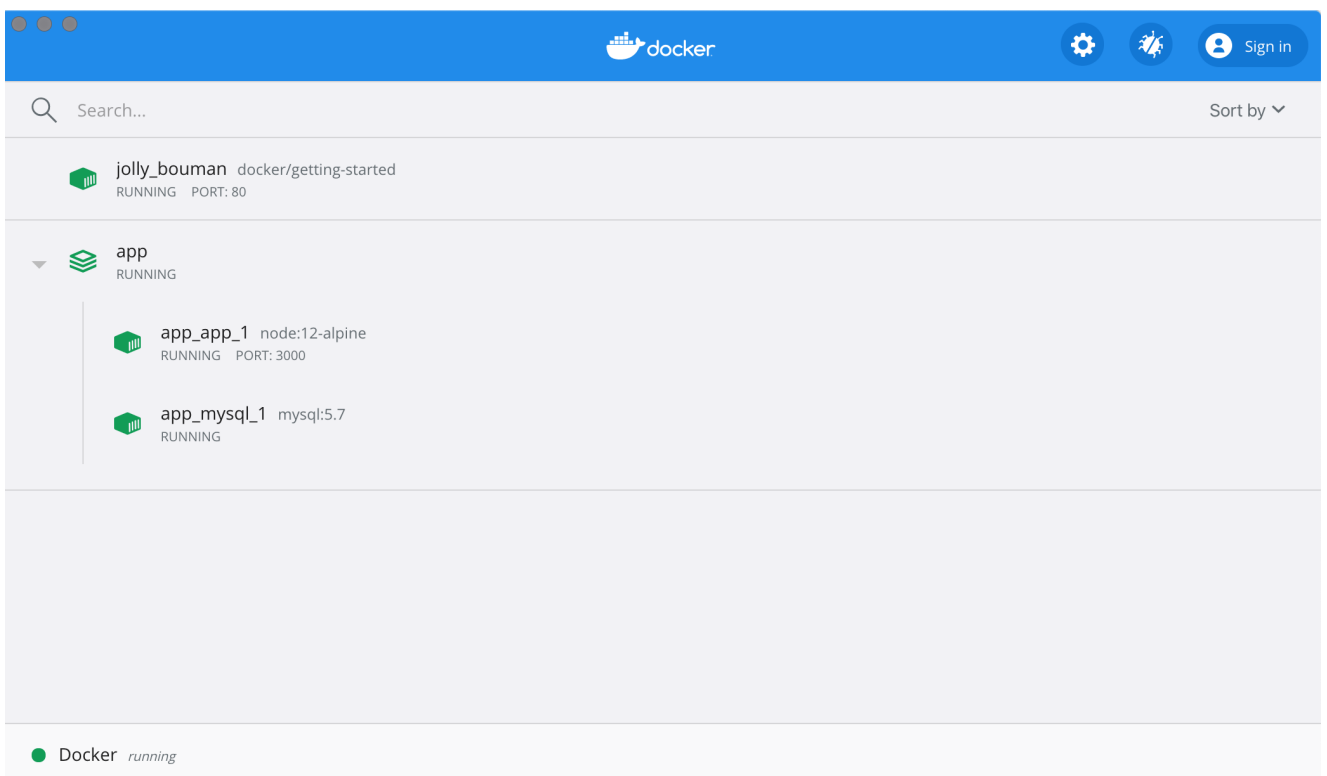 docker
Sign in
Search...
Sort by
jolly_bouman docker/getting-started
RUNNING PORT: 80
app
RUNNING
app_app_1 node:12-alpine
RUNNING PORT: 3000
app_mysql_1 mysql:5.7
RUNNING
Docker running